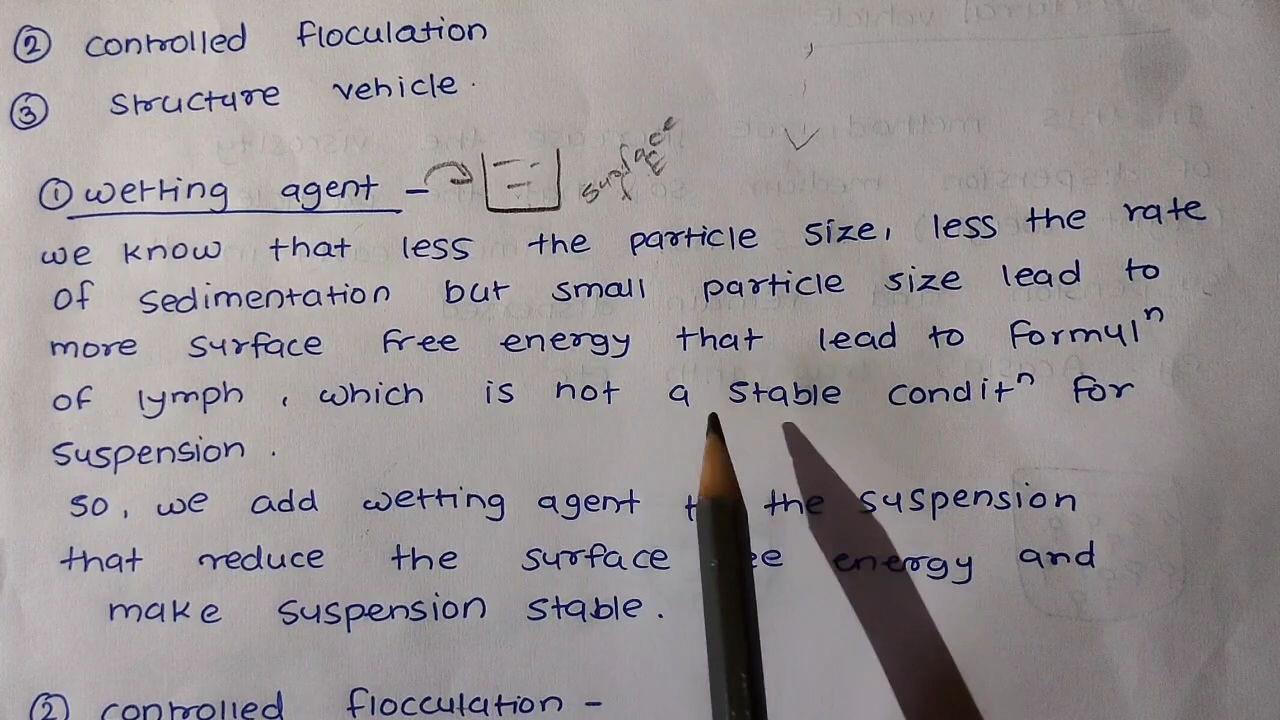 ② controlled floculation
③ structure vehicle.
① wetting agent – surface E
we know that less the particle size, less the rate
of sedimentation but small particle size lead to
more surface free energy that lead to formulⁿ
of lymph, which is not a stable conditⁿ for
suspension.
so, we add wetting agent the suspension
that reduce the surface energy and
make suspension stable.
② controlled flocculation –